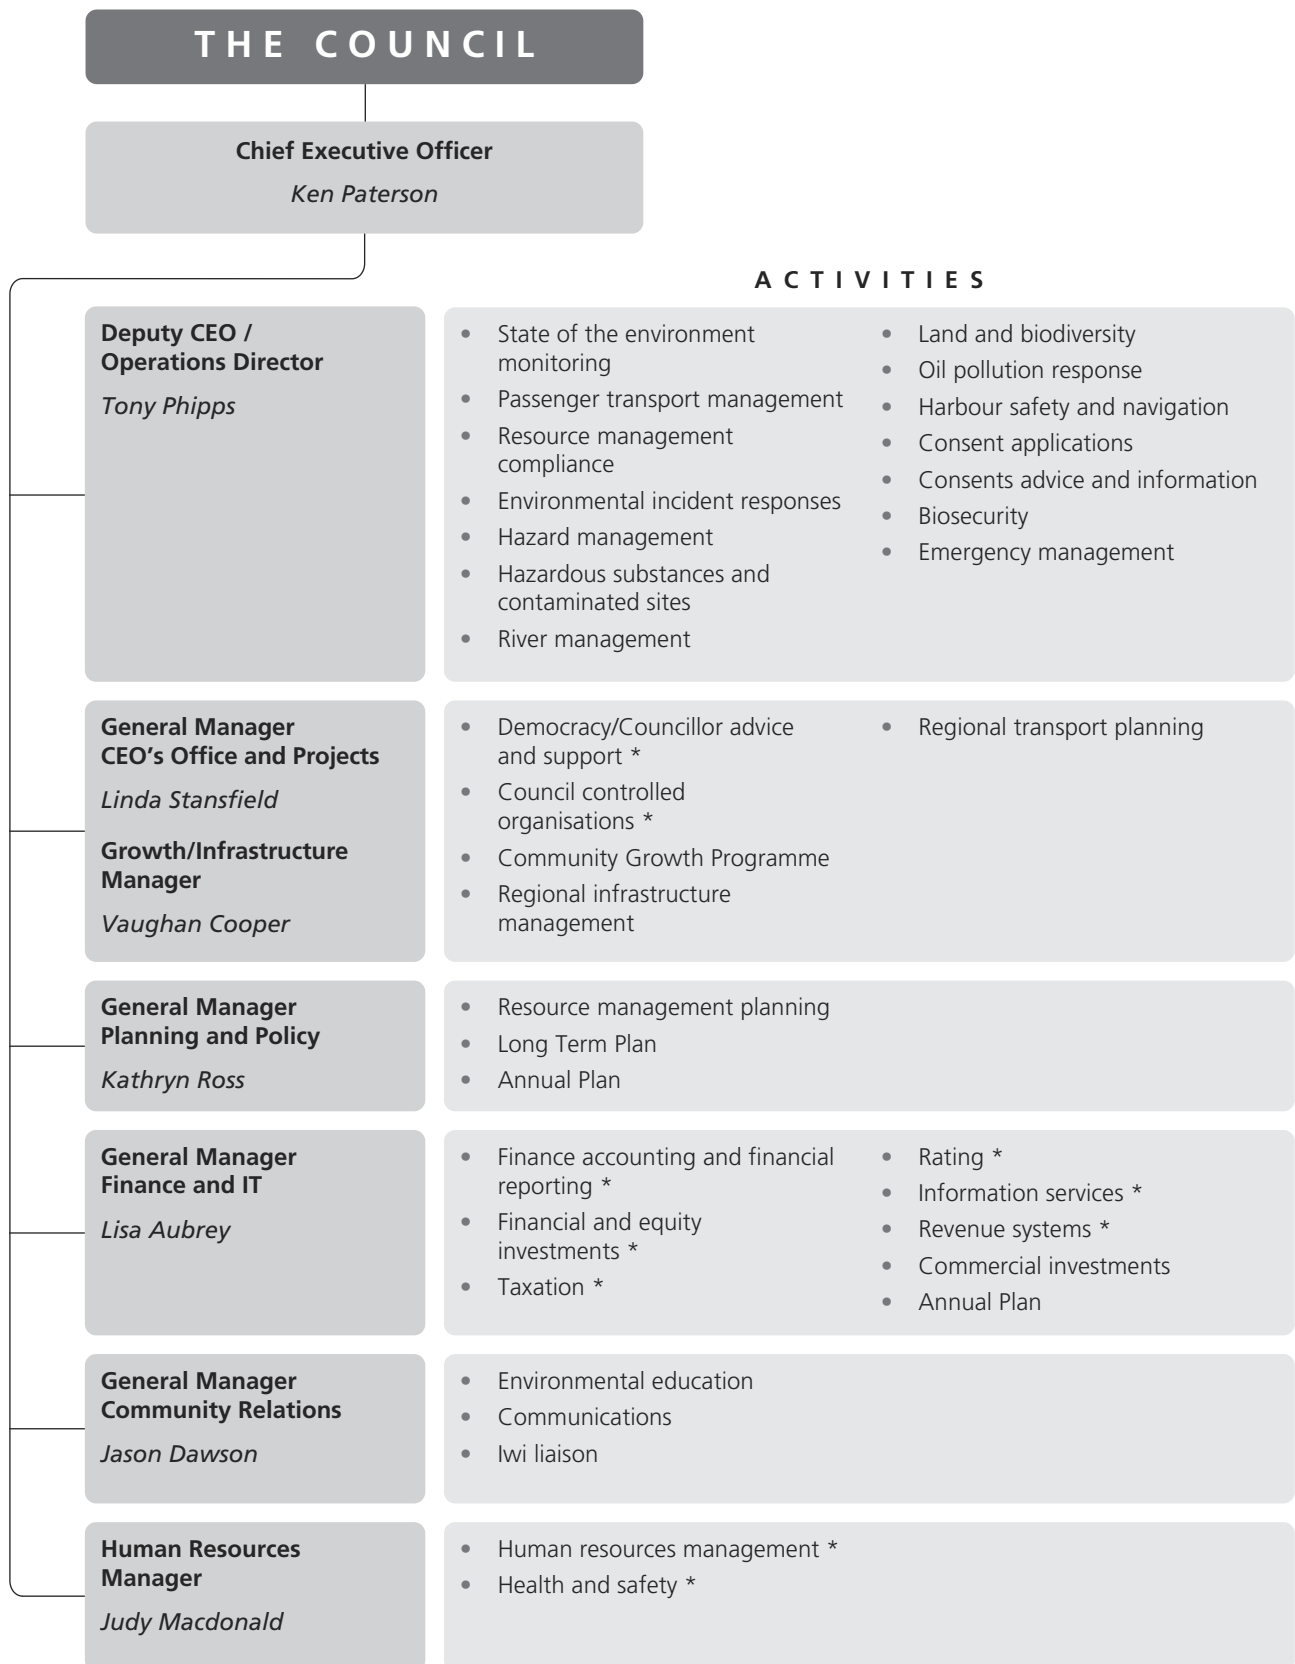 THE COUNCIL
Chief Executive Officer
Ken Paterson
ACTIVITIES
Deputy CEO /
Operations Director
Tony Phipps
• State of the environment
monitoring
• Passenger transport management
• Resource management
compliance
• Environmental incident responses
• Hazard management
• Hazardous substances and
contaminated sites
• River management
• Land and biodiversity
• Oil pollution response
• Harbour safety and navigation
• Consent applications
• Consents advice and information
• Biosecurity
• Emergency management
General Manager
CEO's Office and Projects
Linda Stansfield
Growth/Infrastructure
Manager
Vaughan Cooper
• Democracy/Councillor advice
and support *
• Council controlled
organisations *
• Community Growth Programme
• Regional infrastructure
management
• Regional transport planning
General Manager
Planning and Policy
Kathryn Ross
• Resource management planning
• Long Term Plan
• Annual Plan
General Manager
Finance and IT
Lisa Aubrey
• Finance accounting and financial
reporting *
• Financial and equity
investments *
• Taxation *
• Rating *
• Information services *
• Revenue systems *
• Commercial investments
• Annual Plan
General Manager
Community Relations
Jason Dawson
• Environmental education
• Communications
• Iwi liaison
Human Resources
Manager
Judy Macdonald
• Human resources management *
• Health and safety *